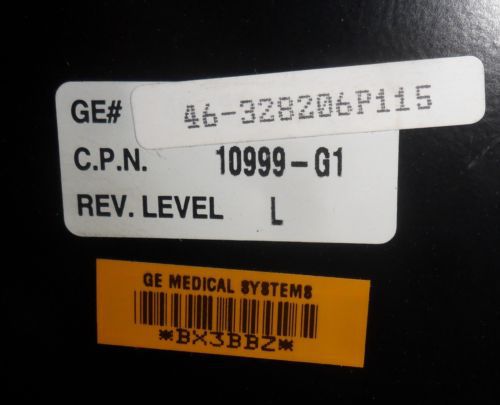 GE# 46-328206P115
C.P.N. 10999-G1
REV. LEVEL L
GE MEDICAL SYSTEMS
*BX3BBZ*